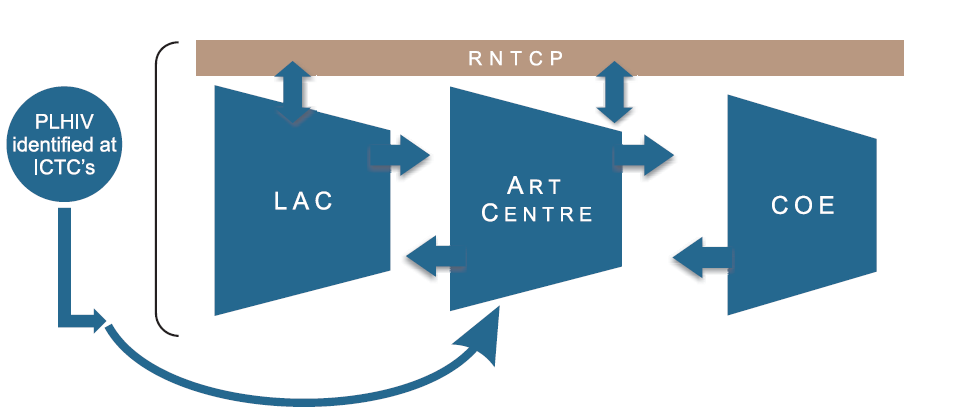 RNTCP
PLHIV
identified at
ICTC's
LAC
ART
CENTRE
COE